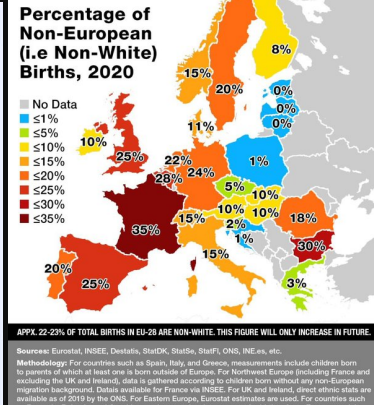 Percentage of
Non-European
(i.e Non-White)
Births, 2020
No Data
≤1%
≤5%
≤10%
≤15%
≤20%
≤25%
≤30%
≤35%
8%
15%
20%
0%
0%
0%
11%
10%
25%
22%
28%
24%
1%
5%
10%
10%
10%
2%
1%
35%
15%
15%
18%
30%
3%
20%
25%
APPX. 22-23% OF TOTAL BIRTHS IN EU-28 ARE NON-WHITE. THIS FIGURE WILL ONLY INCREASE IN FUTURE.
Sources: Eurostat, INSEE, Destatis, StatDK, StatSe, StatFI, ONS, INE.es, etc.
Methodology: For countries such as Spain, Italy, and Greece, measurements include children born
to parents of which at least one is born outside of Europe. For Northwest Europe (including France and
excluding the UK and Ireland), data is gathered according to children born without any non-European
migration background. Datais available for France via INSEE. For UK and Ireland, direct ethnic stats are
available as of 2019 by the ONS. For Eastern Europe, Eurostat estimates are used. For countries such